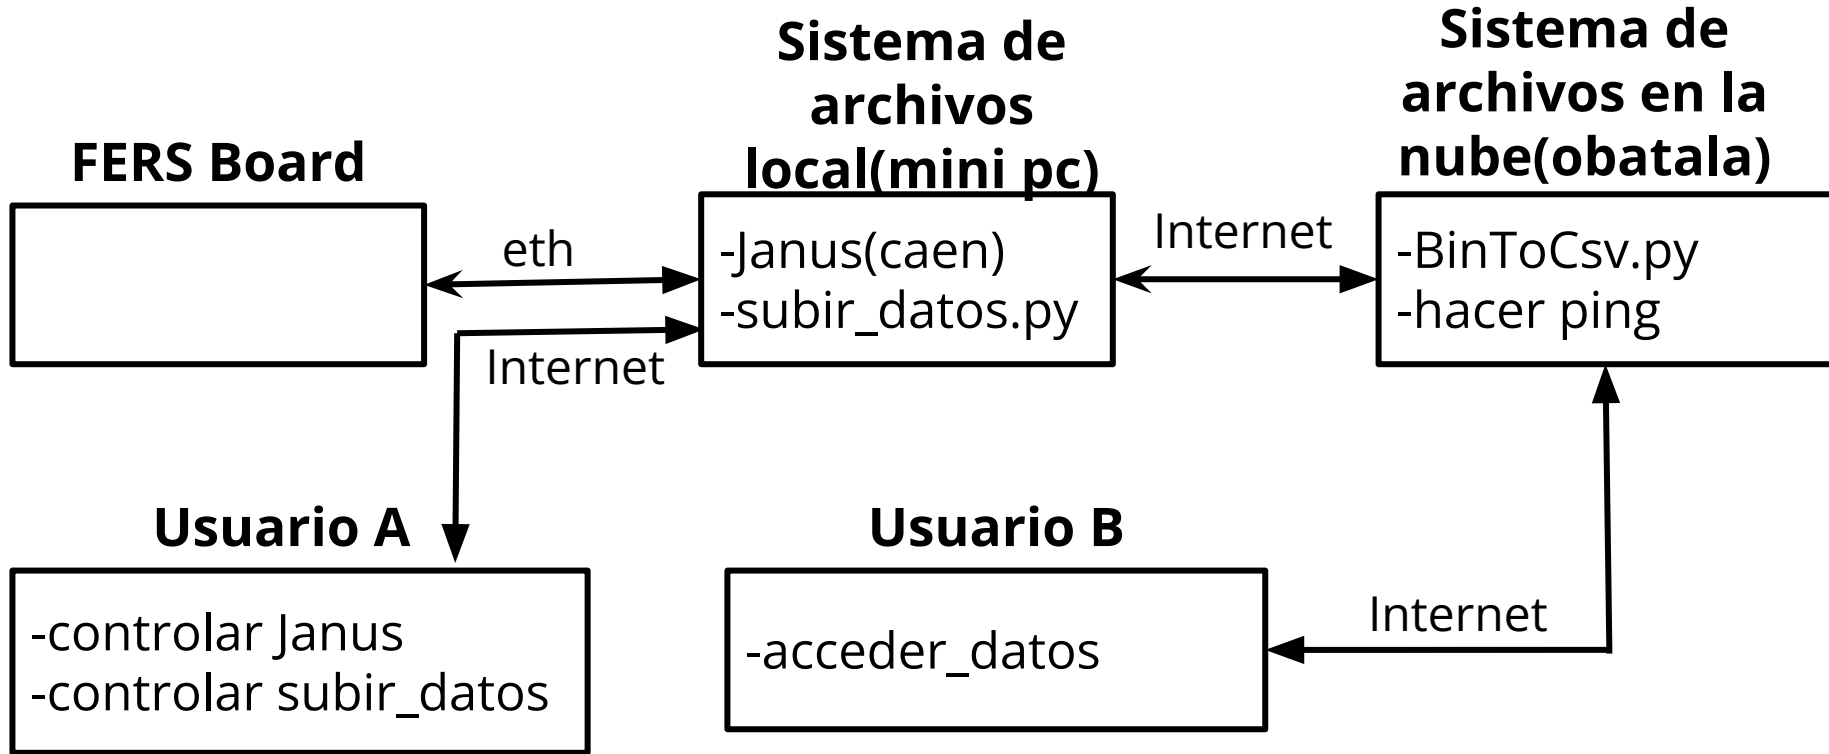 FERS Board
eth
Sistema de
archivos
local(mini pc)
-Janus(caen)
-subir_datos.py
Internet
Sistema de
archivos en la
nube(obatala)
-BinToCsv.py
-hacer ping
Internet
Usuario A
-controlar Janus
-controlar subir_datos
Usuario B
-acceder_datos
Internet